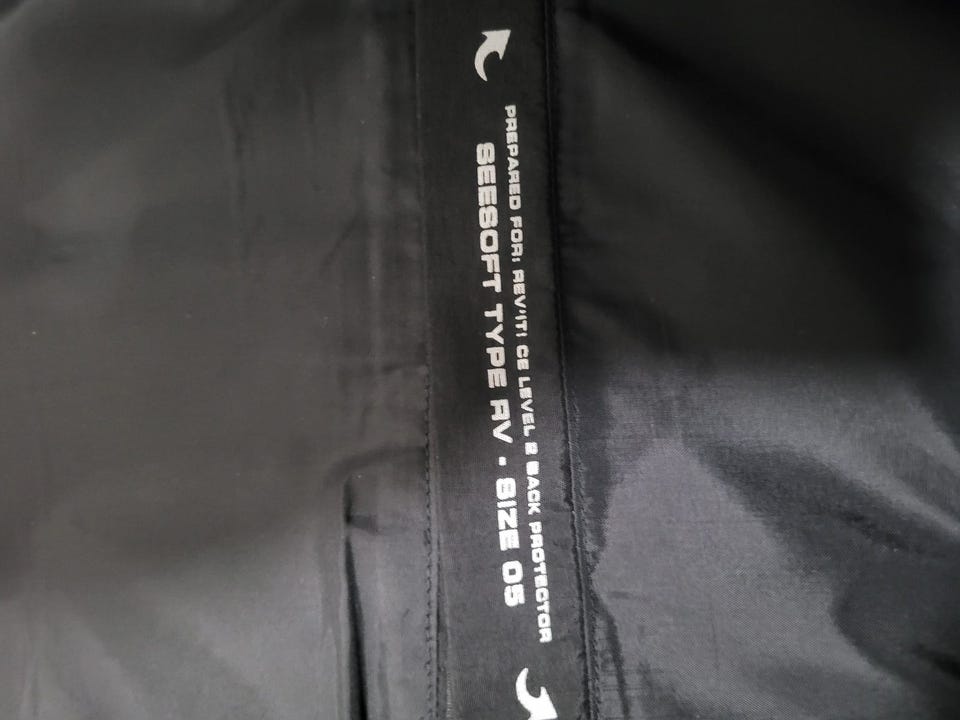 PREPARED FOR: REV'IT! CE LEVEL 2 BACK PROTECTOR
SEESOFT TYPE RV - SIZE 05